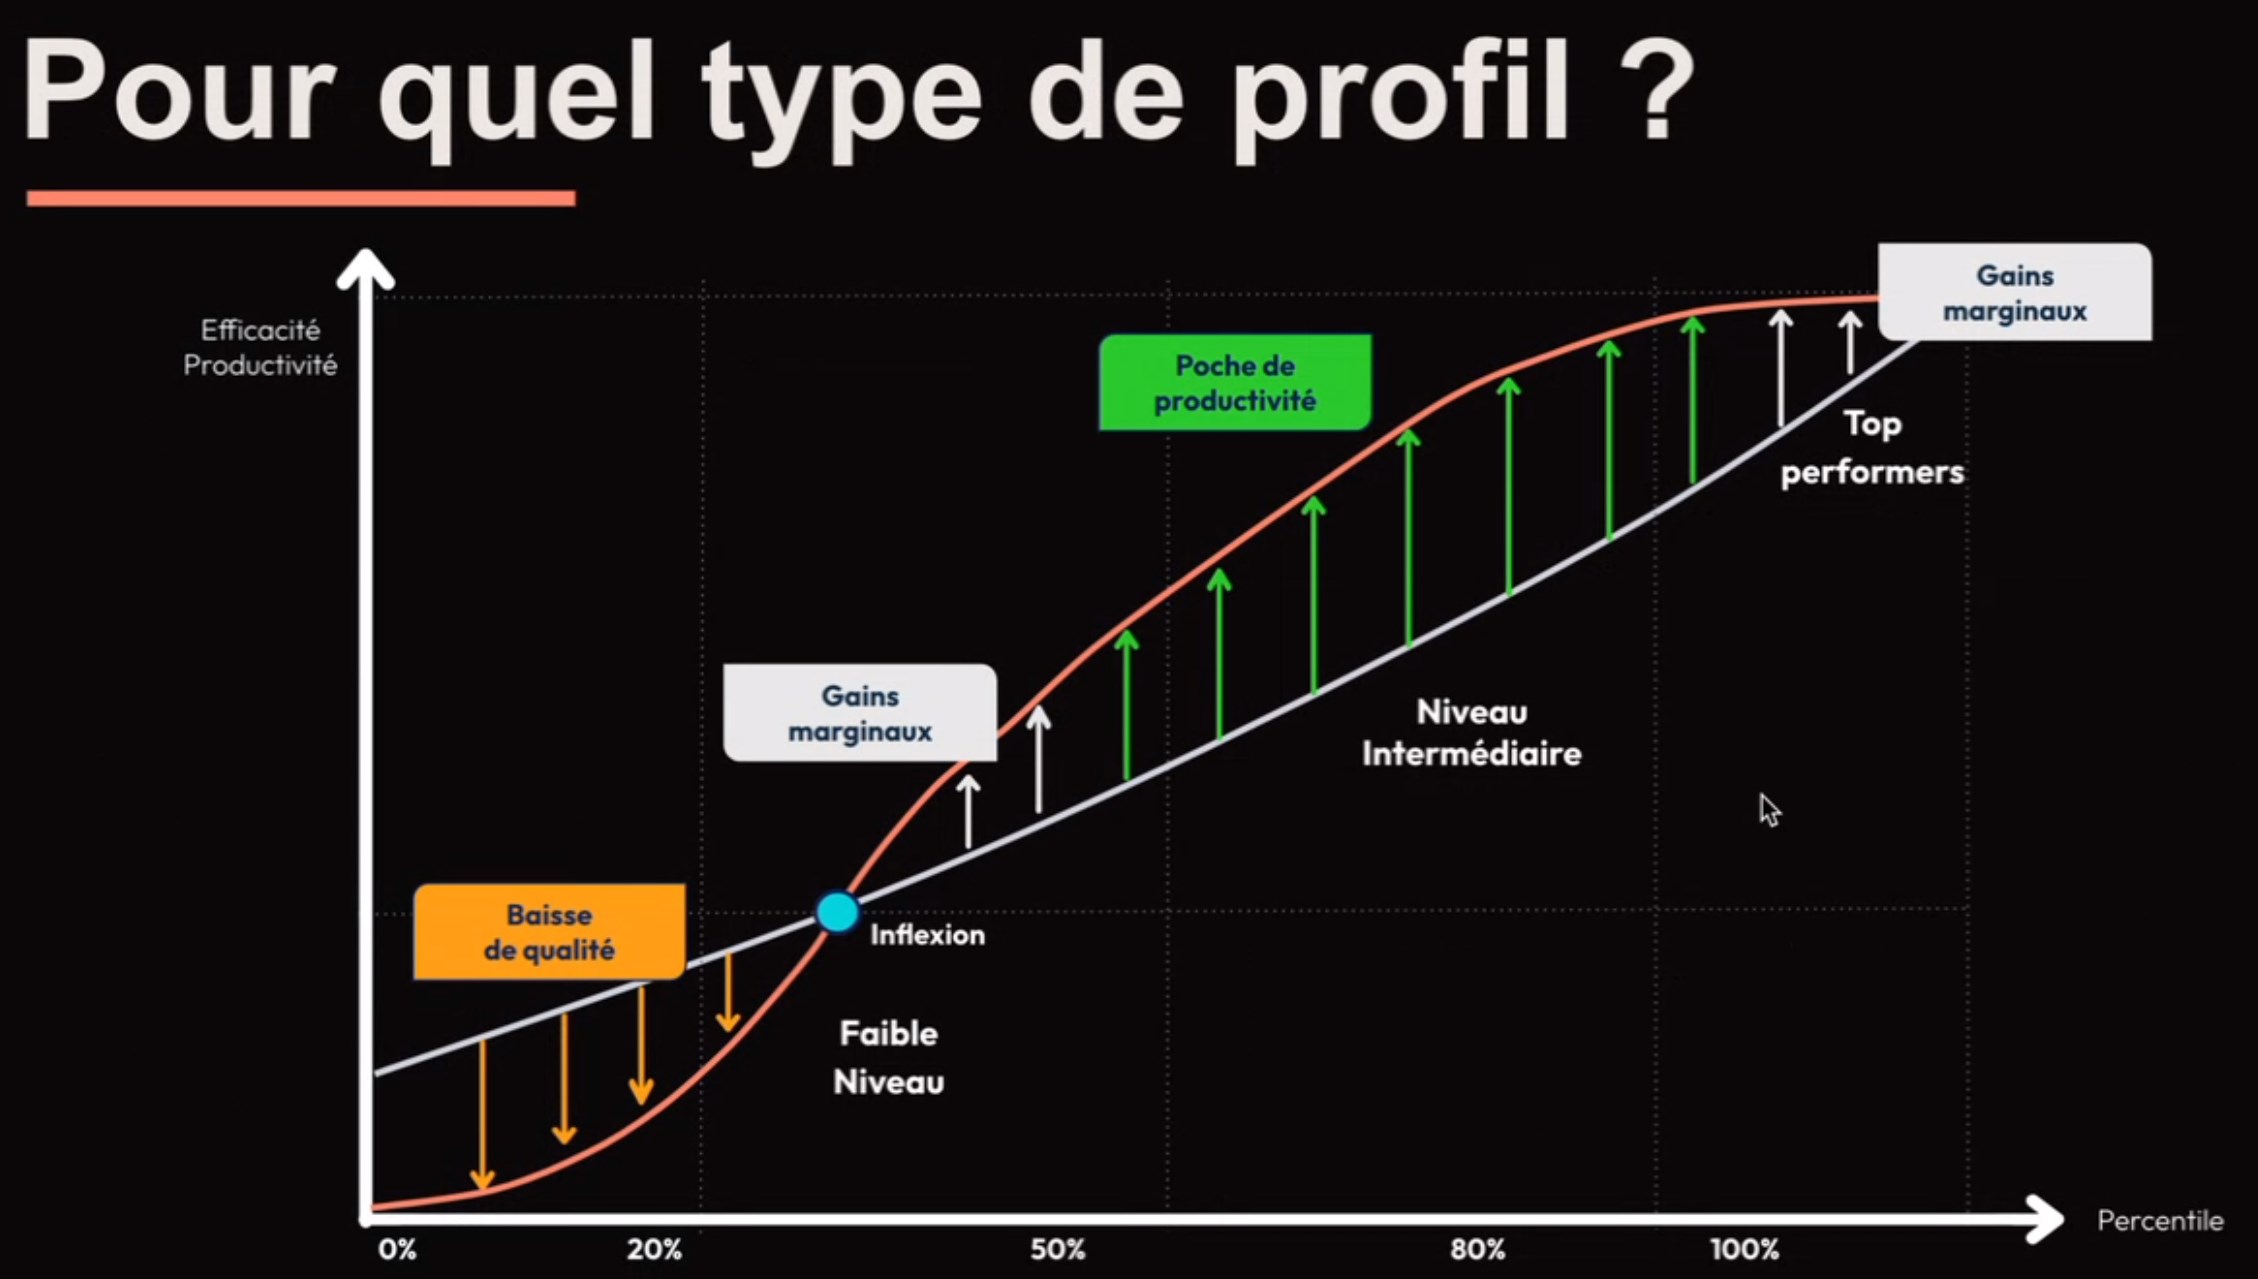 Pour quel type de profil ?
Efficacité
Productivité
Gains
marginaux
Poche de
productivité
Top
performers
Gains
marginaux
Niveau
Intermédiaire
Baisse
de qualité
Inflexion
Faible
Niveau
Percentile
0%
20%
50%
80%
100%